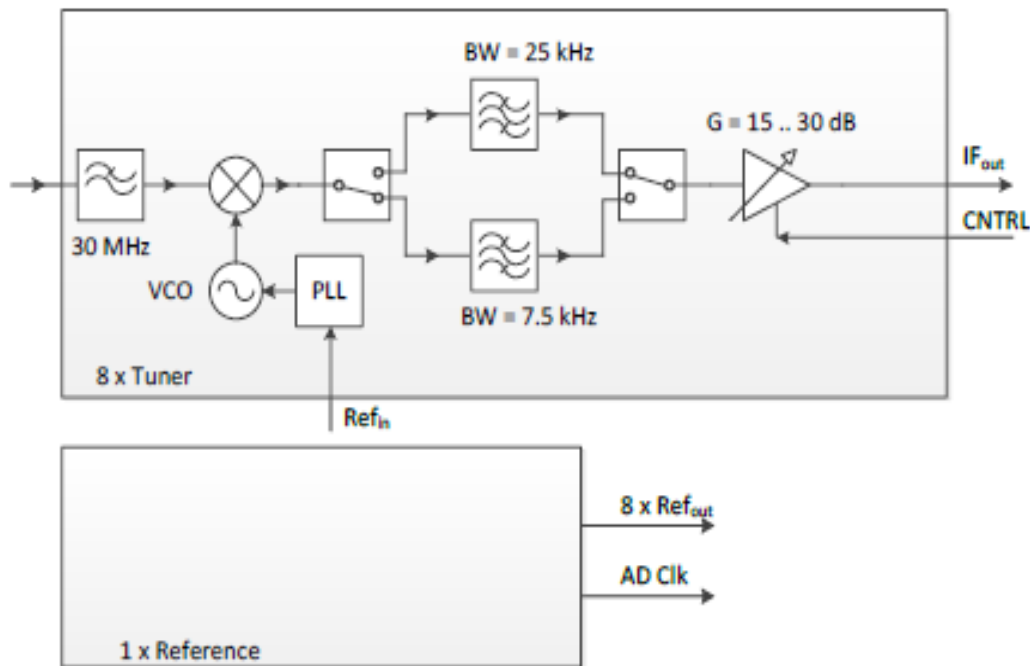 BW = 25 kHz
G = 15 .. 30 dB
IFout
CNTRL
30 MHz
VCO
PLL
BW = 7.5 kHz
8 x Tuner
Refin
8 x Refout
AD Clk
1 x Reference